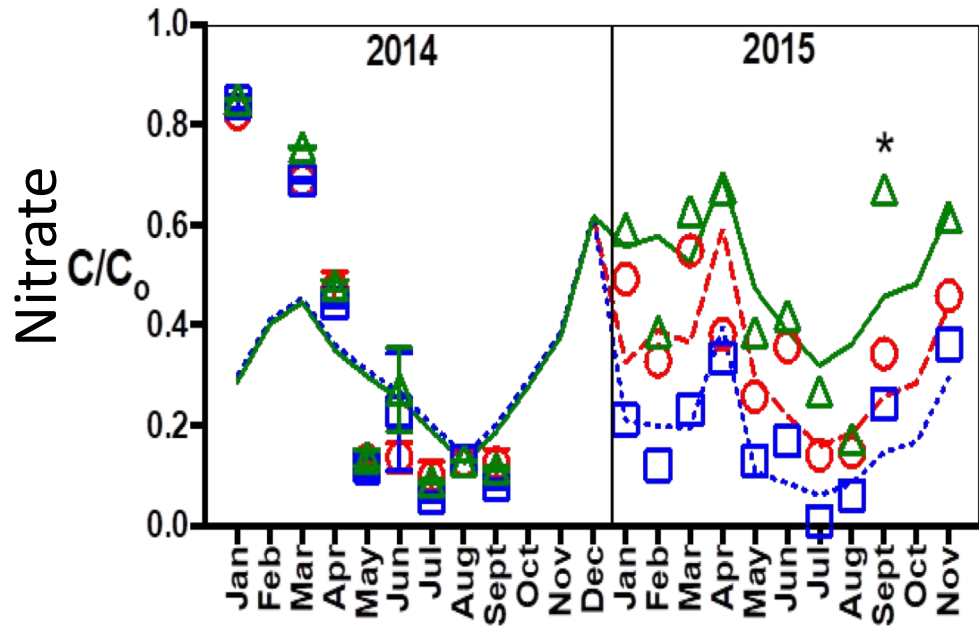 Nitrate
C/C₀
1.0
0.8
0.6
0.4
0.2
0.0
2014
2015
*
Jan
Feb
Mar
Apr
May
Jun
Jul
Aug
Sept
Oct
Nov
Dec
Jan
Feb
Mar
Apr
May
Jun
Jul
Aug
Sept
Oct
Nov